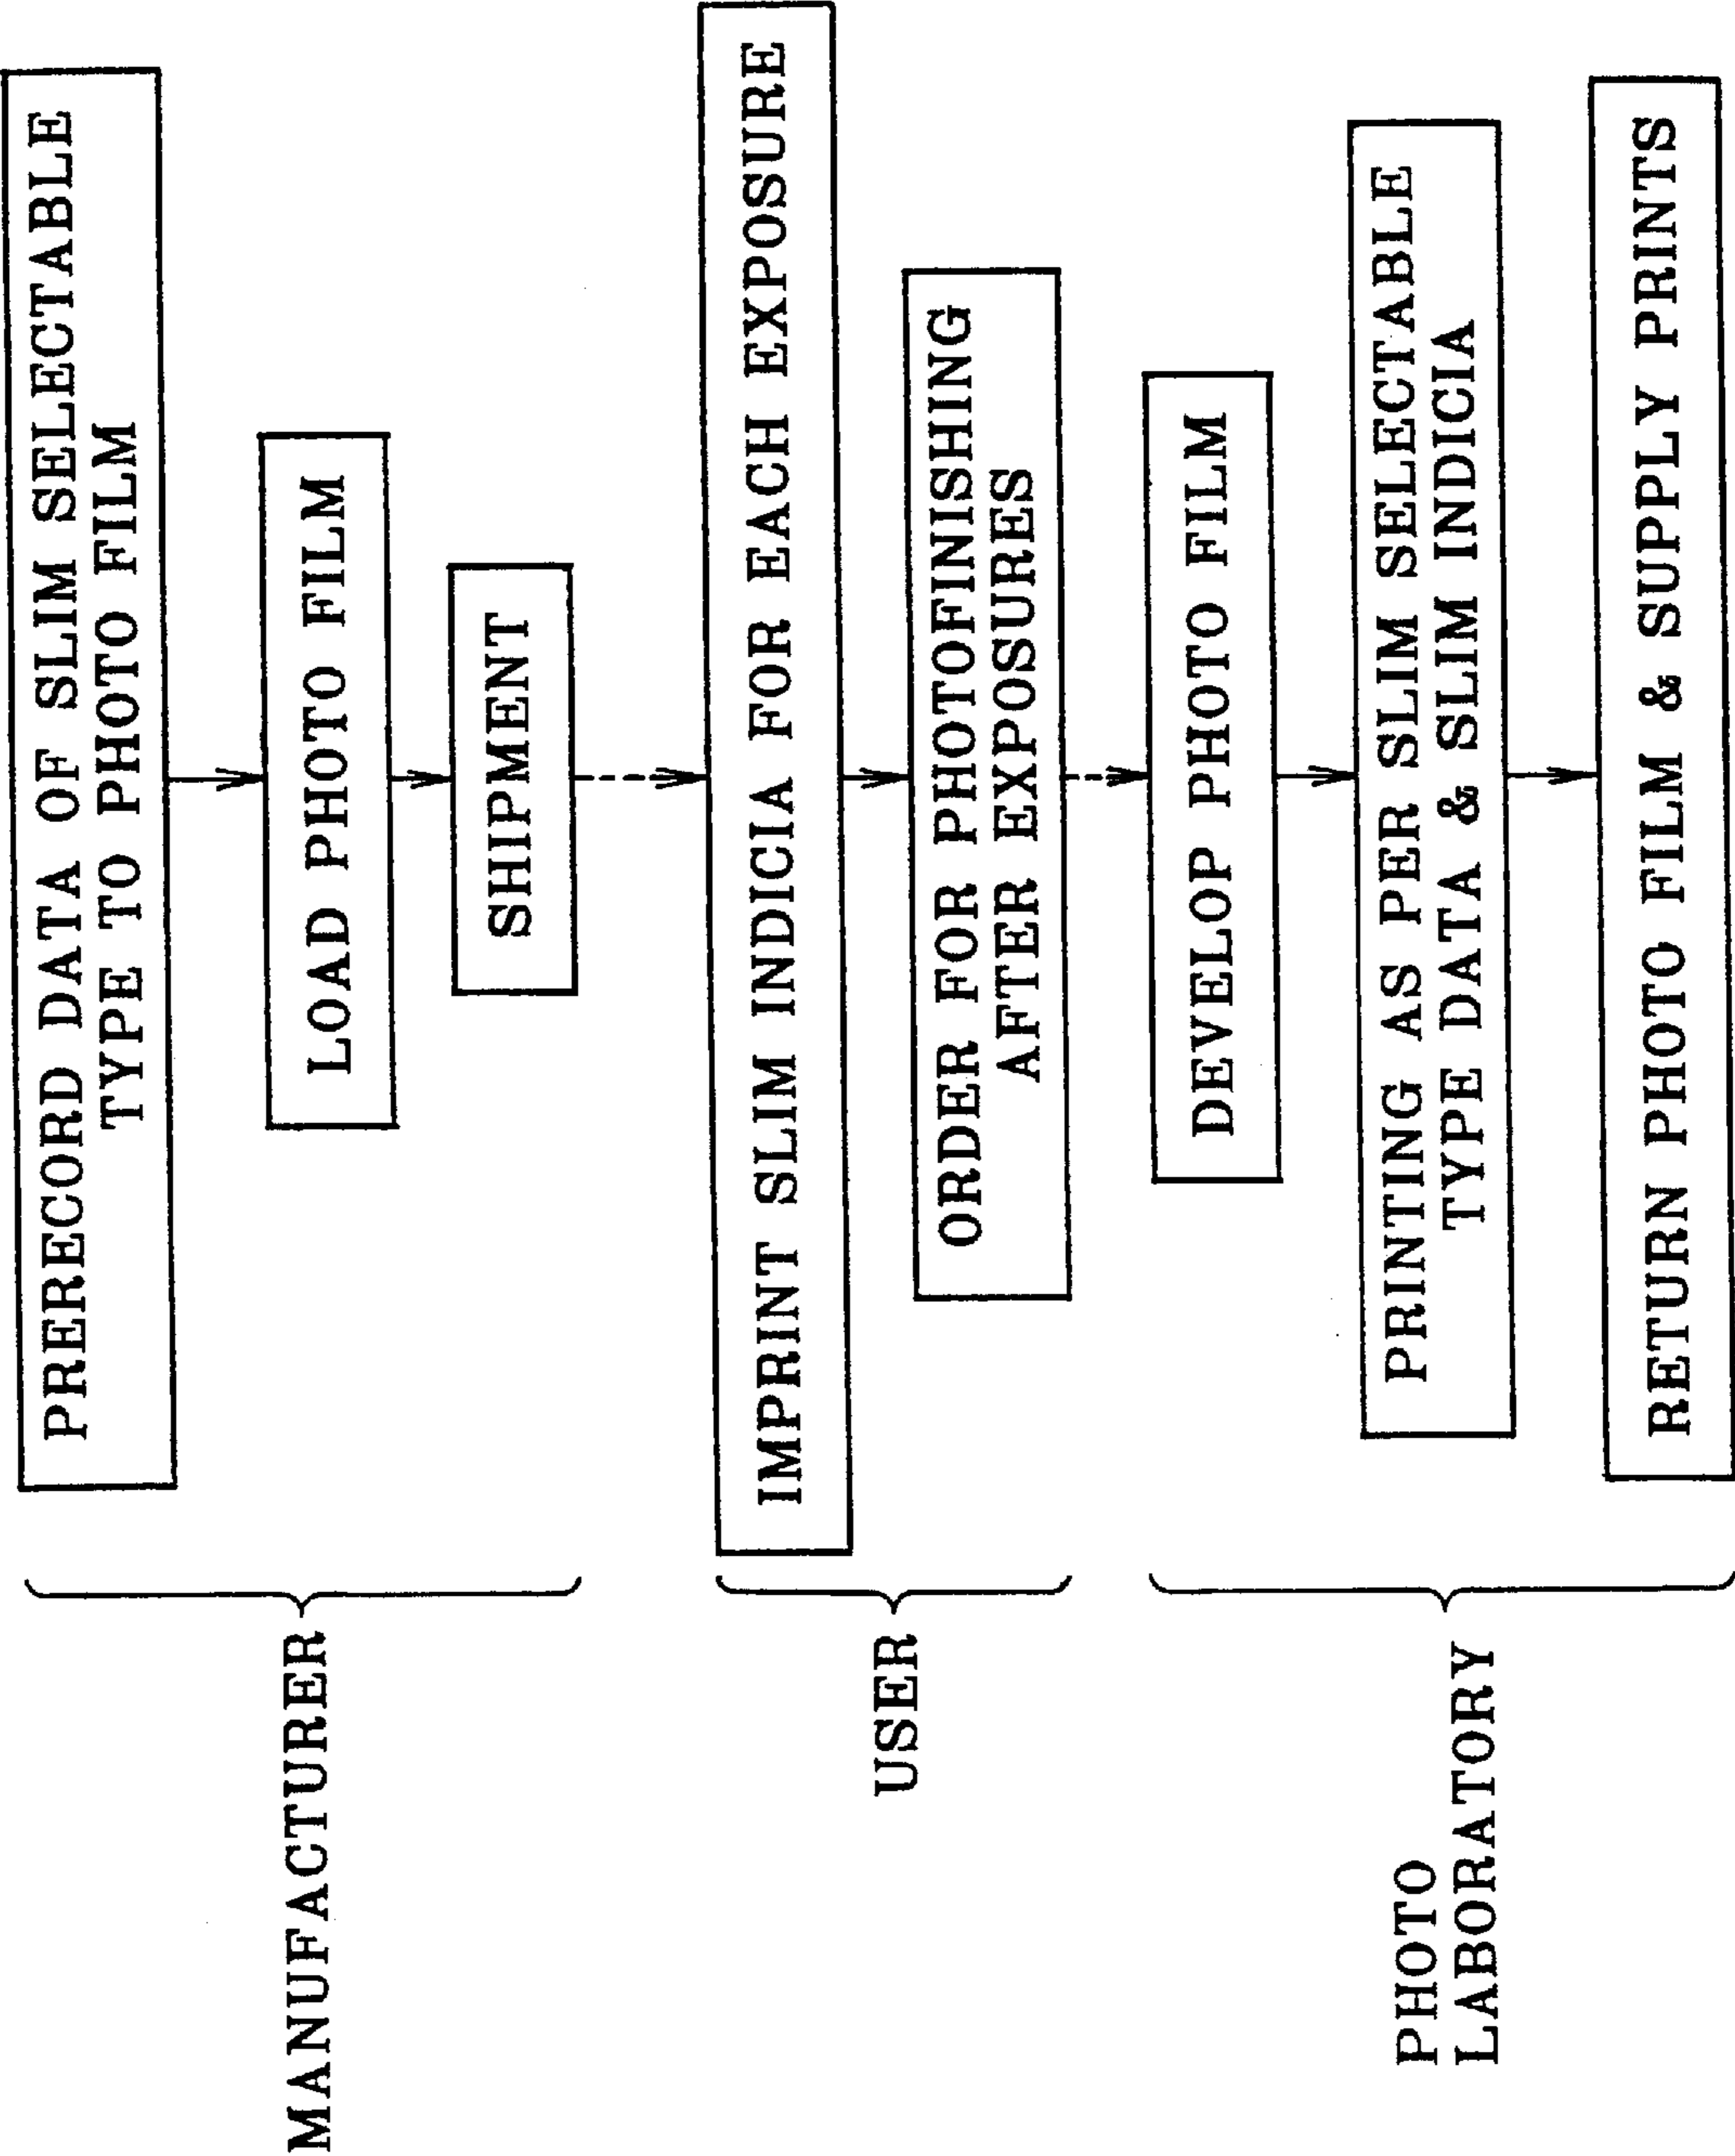 MANUFACTURER
PRERECORD DATA OF SLIM SELECTABLE
TYPE TO PHOTO FILM
LOAD PHOTO FILM
SHIPMENT
USER
IMPRINT SLIM INDICIA FOR EACH EXPOSURE
ORDER FOR PHOTOFINISHING
AFTER EXPOSURES
PHOTO
LABORATORY
DEVELOP PHOTO FILM
PRINTING AS PER SLIM SELECTABLE
TYPE DATA & SLIM INDICIA
RETURN PHOTO FILM & SUPPLY PRINTS